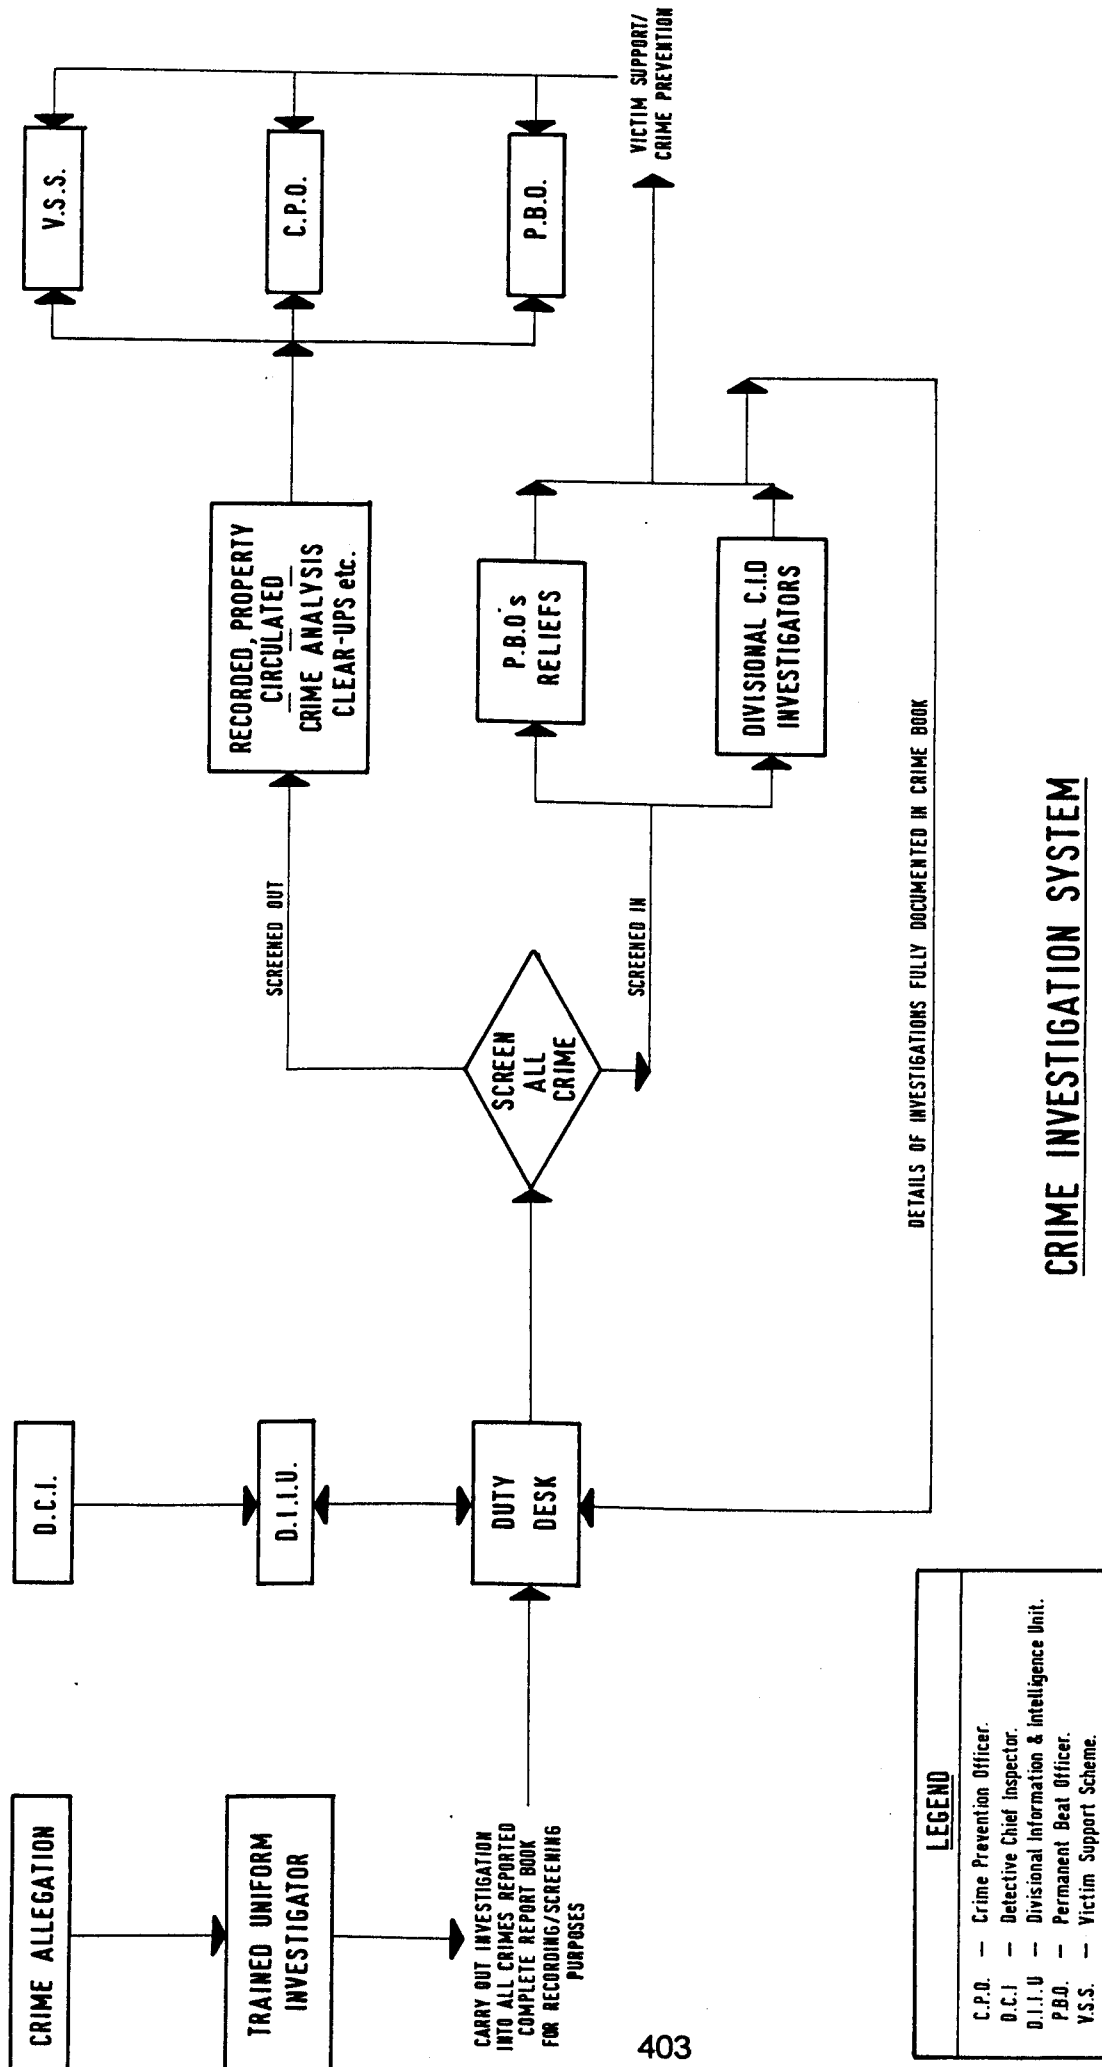 CRIME ALLEGATION
TRAINED UNIFORM
INVESTIGATOR
CARRY OUT INVESTIGATION
INTO ALL CRIMES REPORTED
COMPLETE REPORT BOOK
FOR RECORDING/SCREENING
PURPOSES
D.C.I.
D.I.I.U.
DUTY
DESK
SCREEN
ALL
CRIME
SCREENED OUT
SCREENED IN
RECORDED, PROPERTY
CIRCULATED
CRIME ANALYSIS
CLEAR-UPS etc.
P.B.O's
RELIEFS
DIVISIONAL C.I.D
INVESTIGATORS
V.S.S.
C.P.O.
P.B.O.
VICTIM SUPPORT/
CRIME PREVENTION
DETAILS OF INVESTIGATIONS FULLY DOCUMENTED IN CRIME BOOK
CRIME INVESTIGATION SYSTEM
LEGEND
C.P.O. — Crime Prevention Officer.
D.C.I — Detective Chief Inspector.
D.I.I.U — Divisional Information & Intelligence Unit.
P.B.O. — Permanent Beat Officer.
V.S.S. — Victim Support Scheme.
403